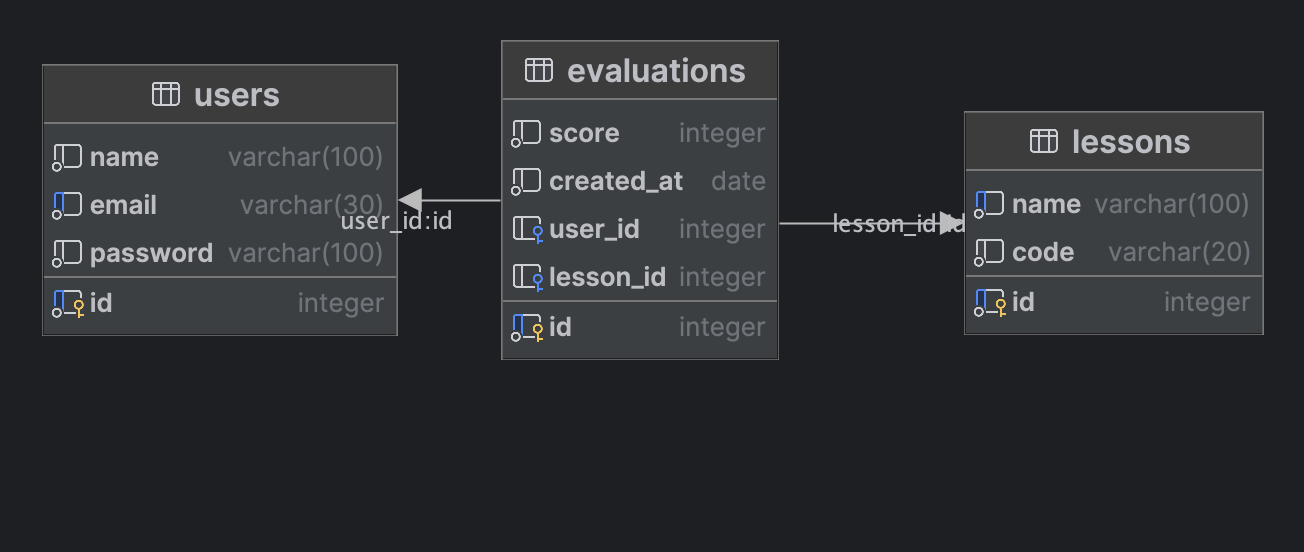 users
name varchar(100)
email varchar(30)
password varchar(100)
id integer
user_id:id
evaluations
score integer
created_at date
user_id integer
lesson_id integer
id integer
lesson_id:id
lessons
name varchar(100)
code varchar(20)
id integer